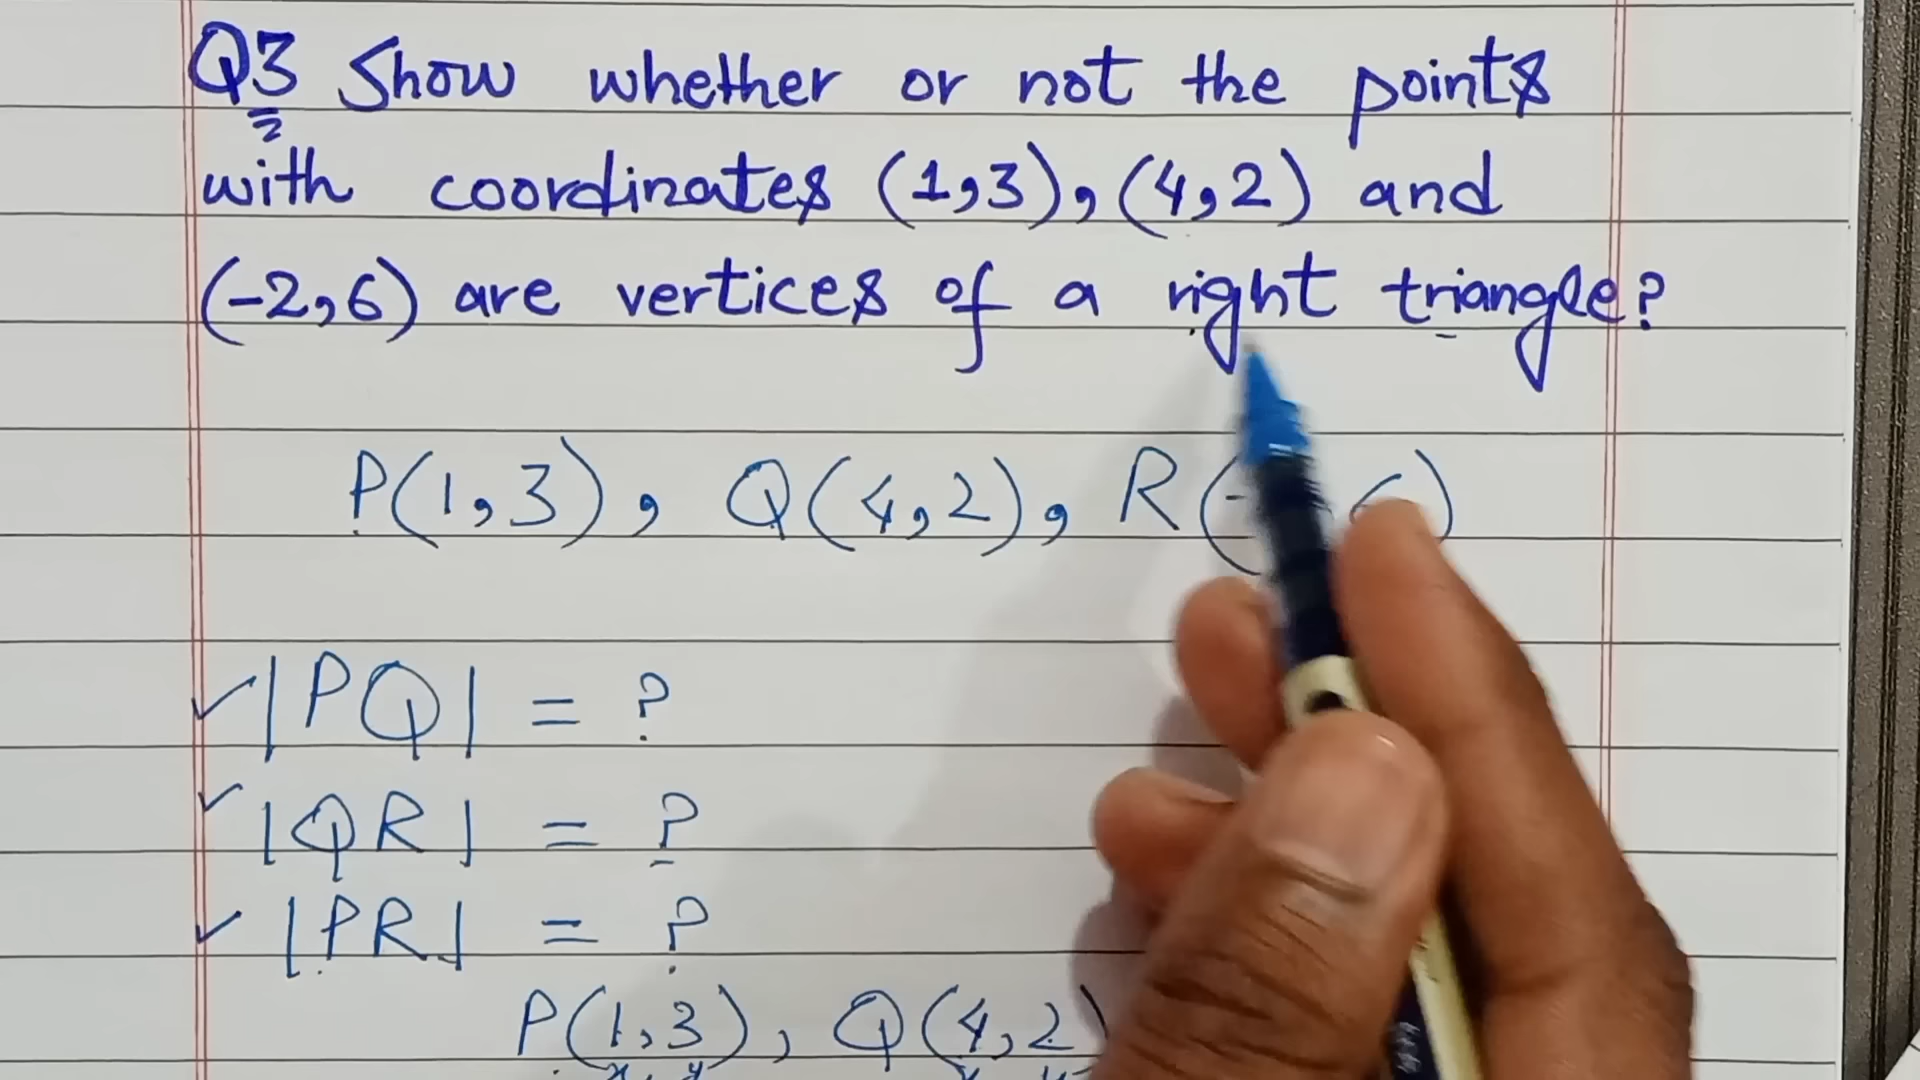 Q3 Show whether or not the points
with coordinates (1,3), (4,2) and
(-2,6) are vertices of a right triangle?
P(1,3), Q(4,2), R(- 6)
|PQ| = ?
|QR| = ?
|PR| = ?
P(1,3), Q(4,2)
x, y x y